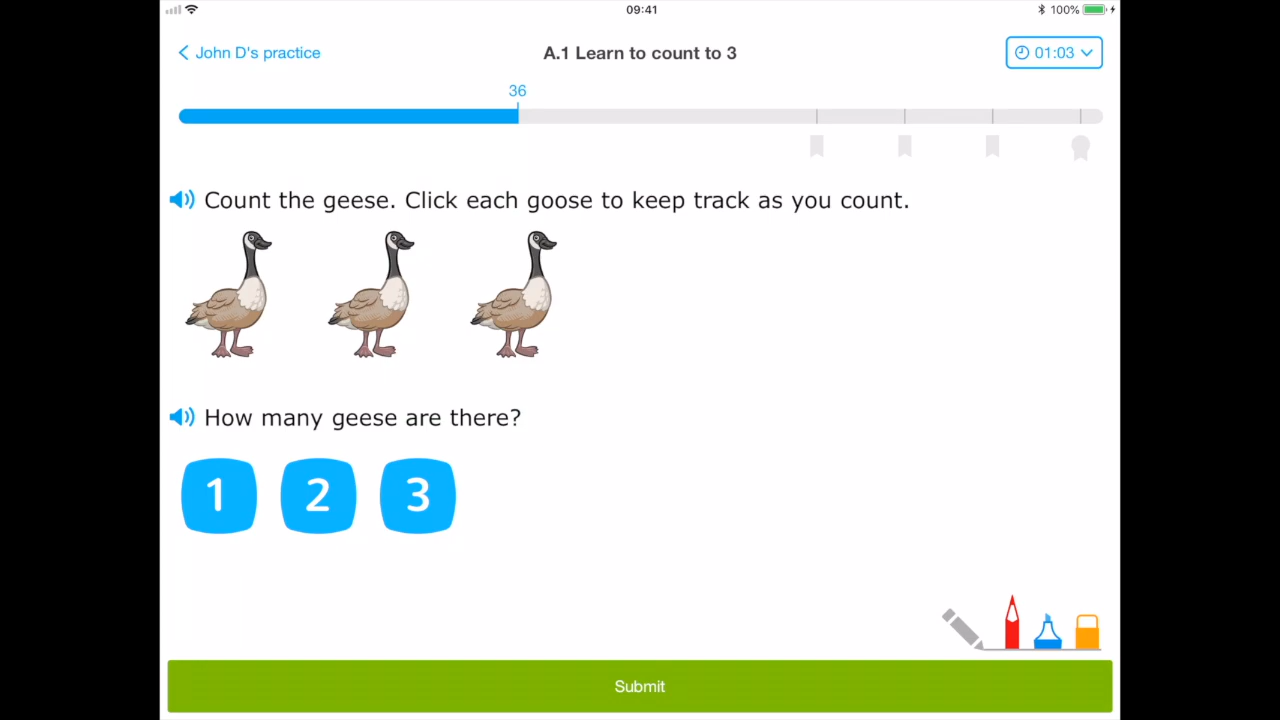 09:41
100%
John D's practice
A.1 Learn to count to 3
01:03
36
Count the geese. Click each goose to keep track as you count.
How many geese are there?
1 2 3
Submit